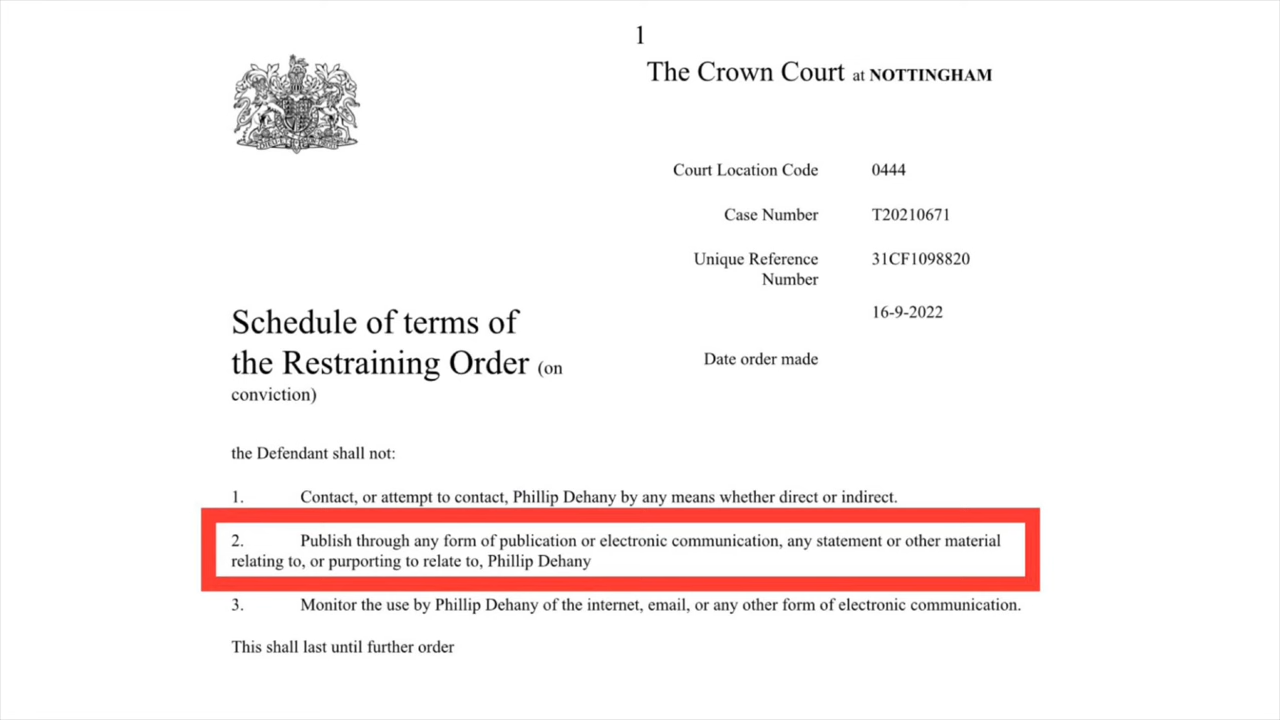 1
The Crown Court at NOTTINGHAM
Court Location Code 0444
Case Number T20210671
Unique Reference 31CF1098820
Number
16-9-2022
Schedule of terms of
the Restraining Order (on
conviction)
Date order made
the Defendant shall not:
1. Contact, or attempt to contact, Phillip Dehany by any means whether direct or indirect.
2. Publish through any form of publication or electronic communication, any statement or other material
relating to, or purporting to relate to, Phillip Dehany
3. Monitor the use by Phillip Dehany of the internet, email, or any other form of electronic communication.
This shall last until further order